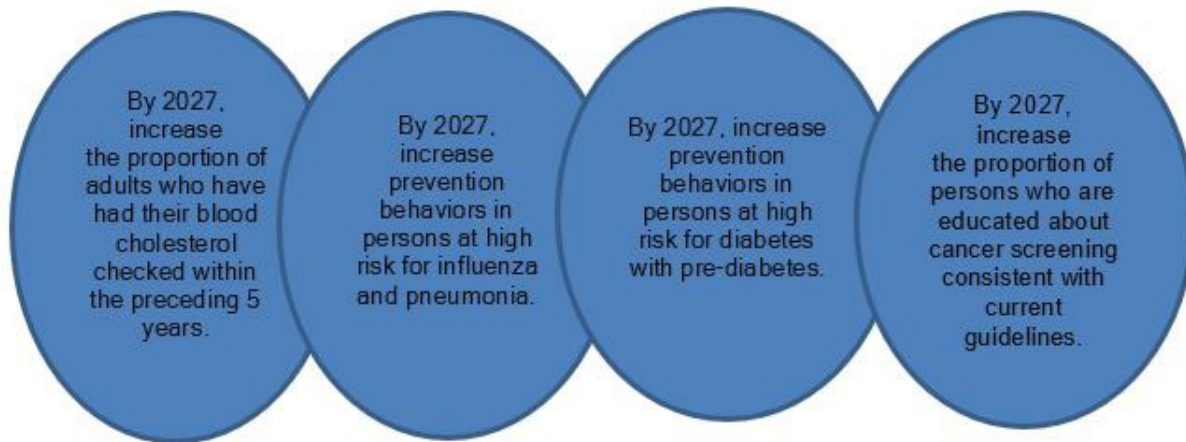 By 2027,
increase
the proportion of
adults who have
had their blood
cholesterol
checked within
the preceding 5
years.
By 2027,
increase
prevention
behaviors in
persons at high
risk for influenza
and pneumonia.
By 2027, increase
prevention
behaviors in
persons at high
risk for diabetes
with pre-diabetes.
By 2027,
increase
the proportion of
persons who are
educated about
cancer screening
consistent with
current
guidelines.